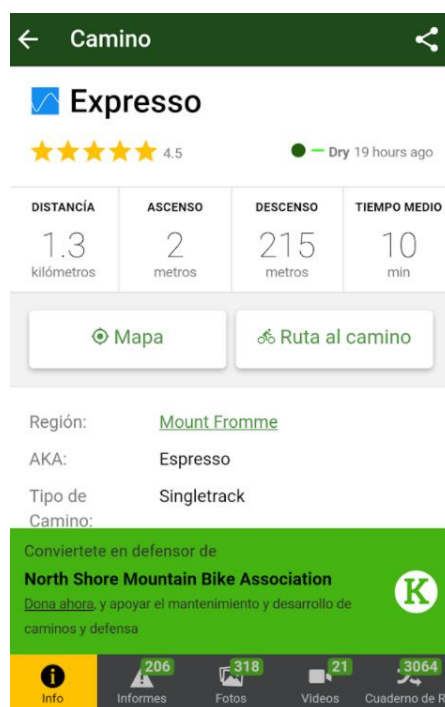 Camino
Expresso
4.5
Dry 19 hours ago
DISTANCÍA ASCENSO DESCENSO TIEMPO MEDIO
1.3 2 215 10
kilómetros metros metros min
Mapa Ruta al camino
Región: Mount Fromme
AKA: Espresso
Tipo de Singletrack
Camino:
Conviertete en defensor de
North Shore Mountain Bike Association
Dona ahora, y apoyar el mantenimiento y desarrollo de
caminos y defensa
K
206 318 21 3064
Info Informes Fotos Videos Cuaderno de R